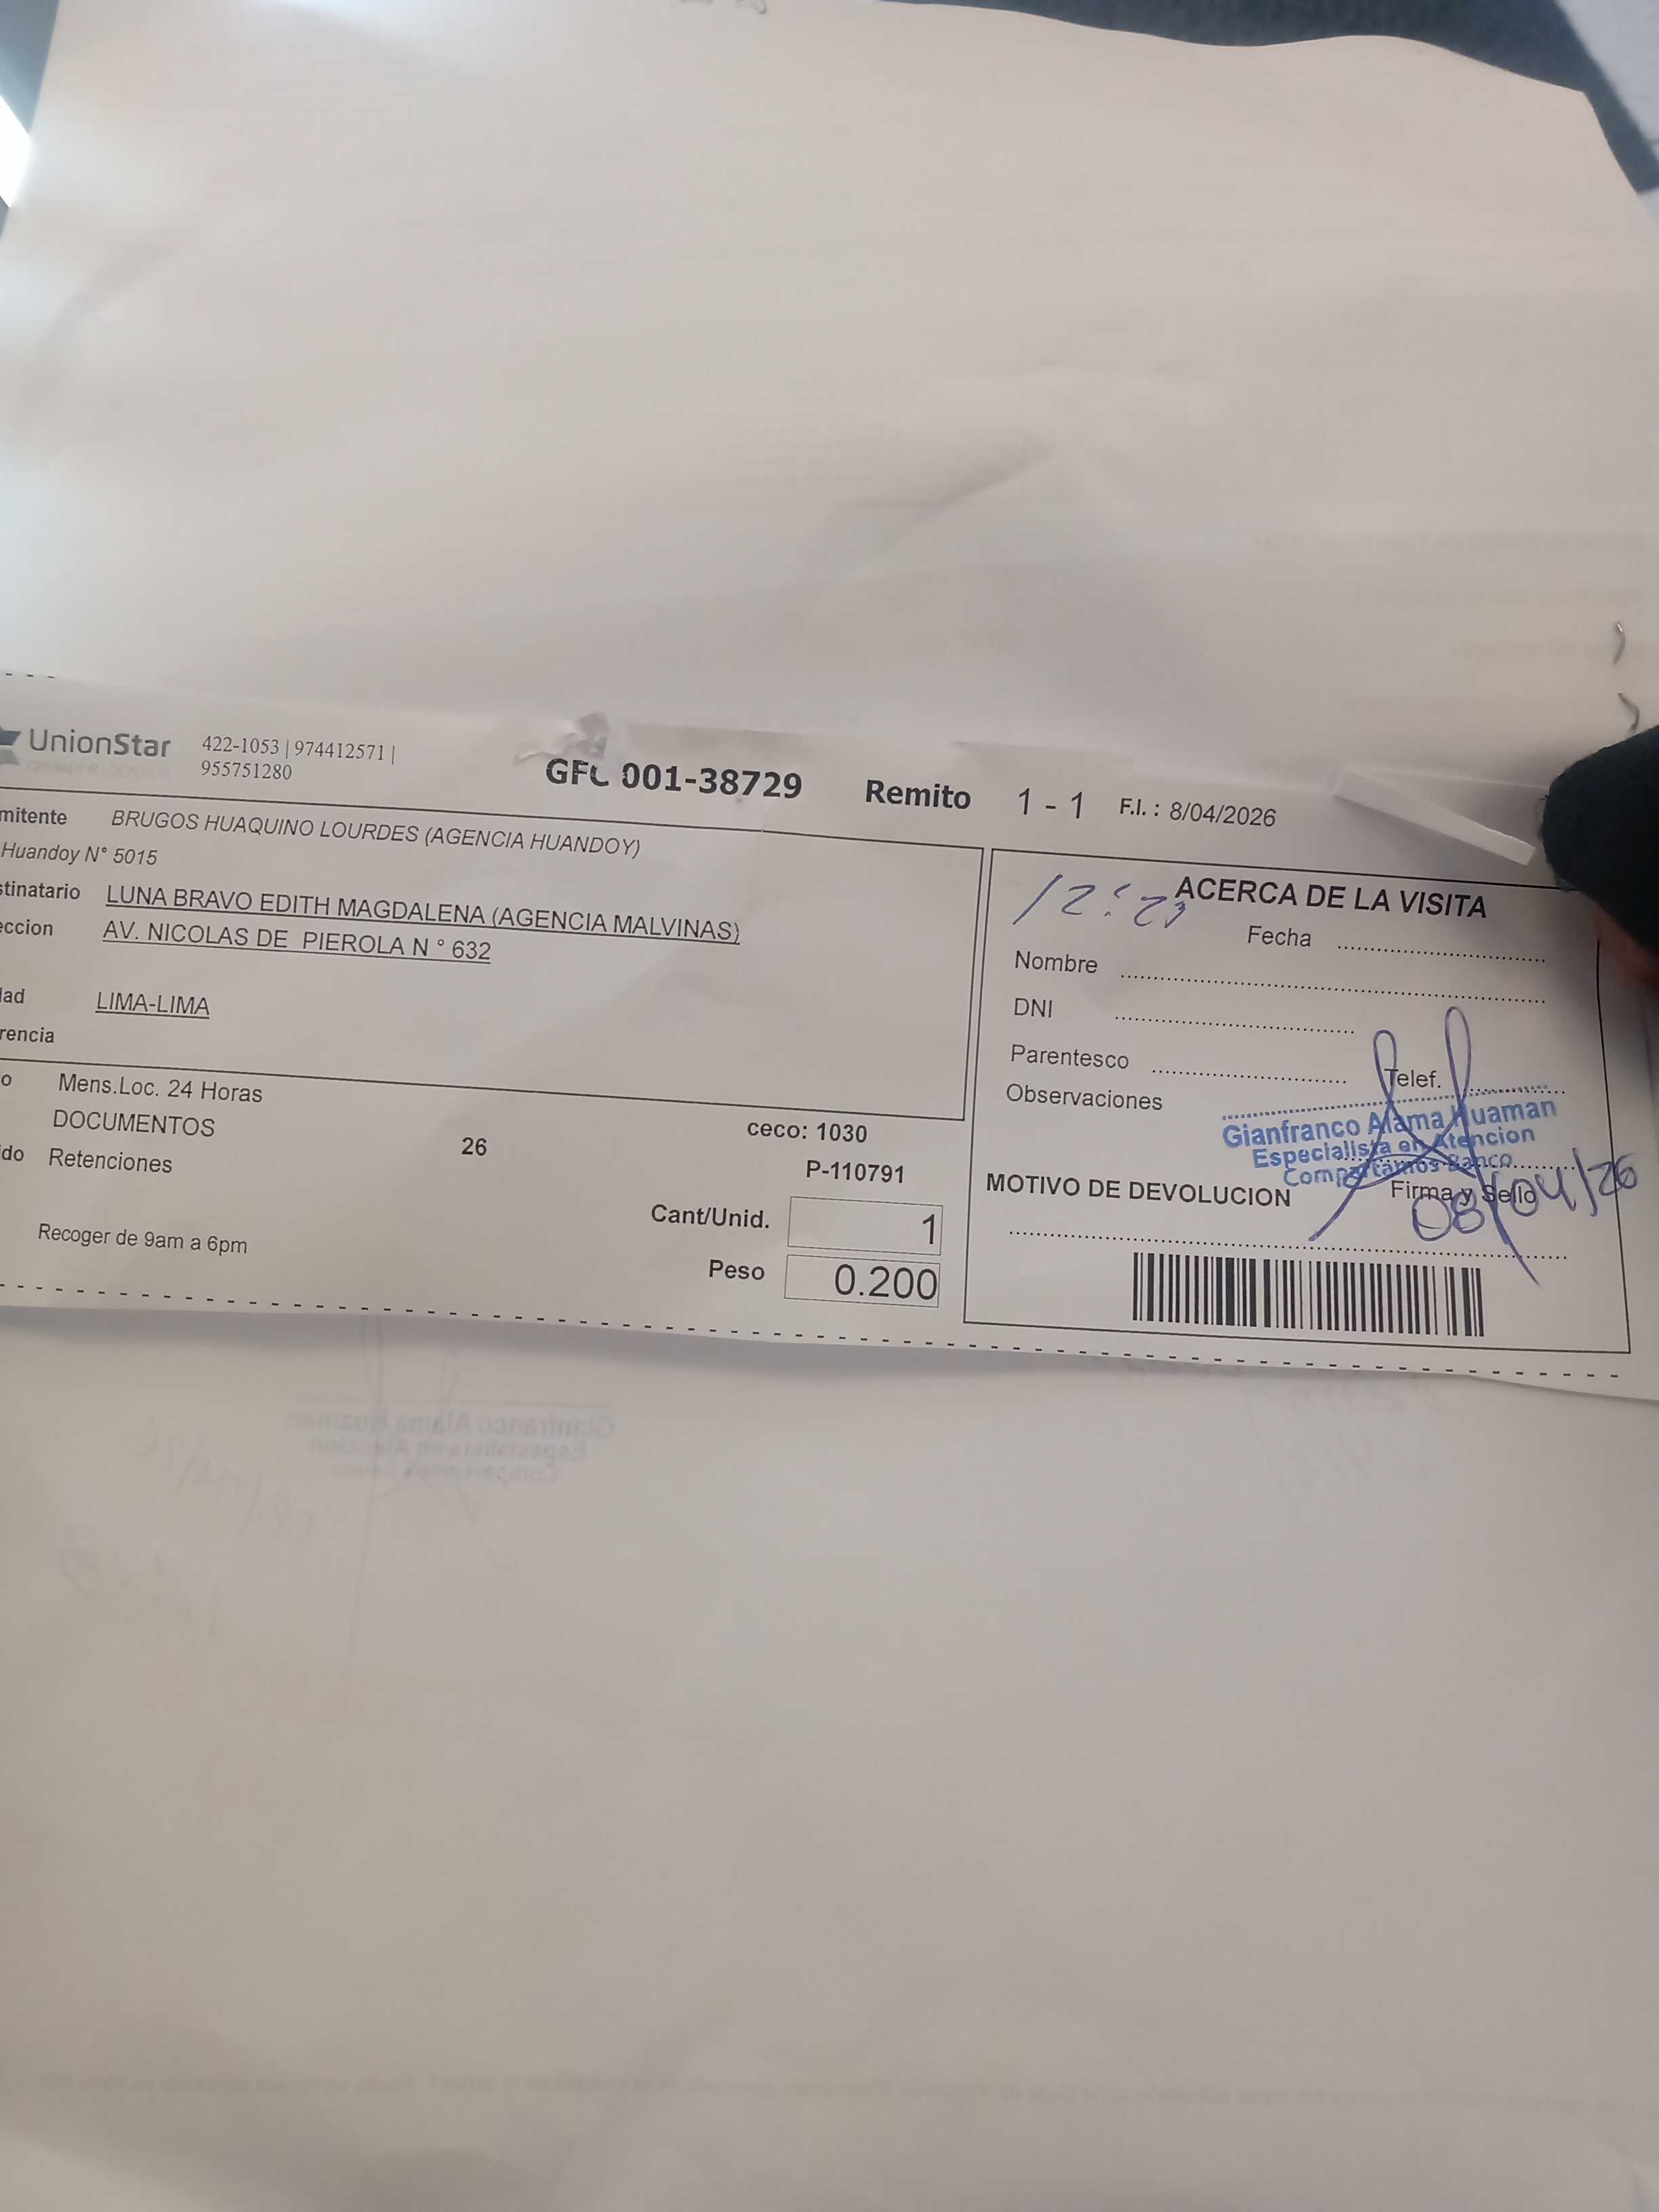 UnionStar
422-1053 | 974412571 |
955751280
GFC 001-38729 Remito 1 - 1 F.I. : 8/04/2026
mitente BRUGOS HUAQUINO LOURDES (AGENCIA HUANDOY)
Huandoy N° 5015
stinatario LUNA BRAVO EDITH MAGDALENA (AGENCIA MALVINAS)
eccion AV. NICOLAS DE PIEROLA N ° 632
dad LIMA-LIMA
rencia
o Mens.Loc. 24 Horas
DOCUMENTOS 26 ceco: 1030
do Retenciones P-110791
Cant/Unid. 1
Recoger de 9am a 6pm
Peso 0.200
12:23
ACERCA DE LA VISITA
Fecha
Nombre
DNI
Parentesco Telef.
Observaciones
Gianfranco Alama Huaman
Especialista en Atencion
Compartamos Banco
Firma y Sello
08/04/26
MOTIVO DE DEVOLUCION